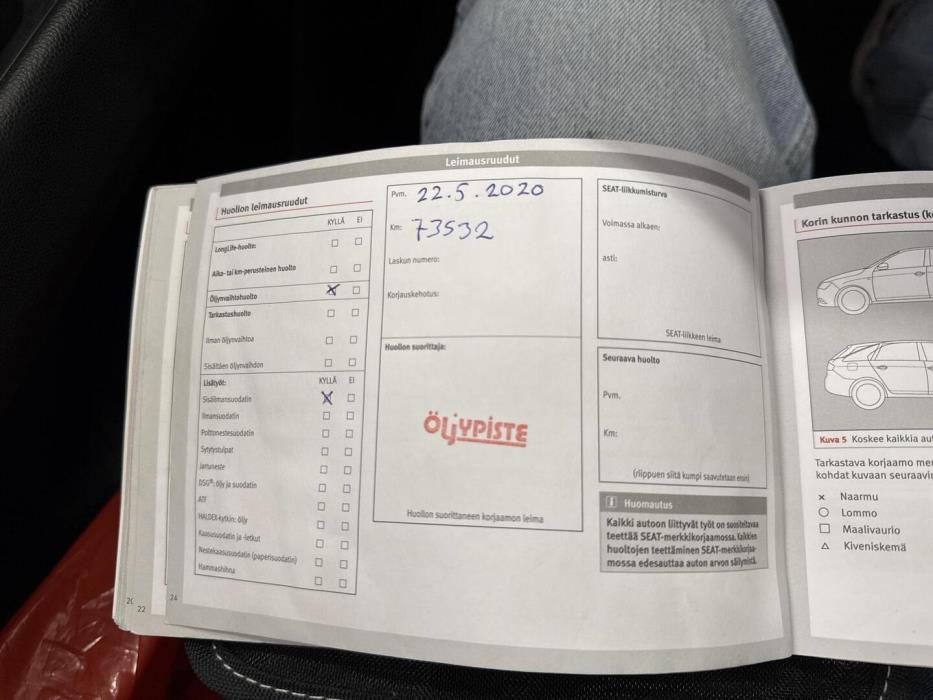 Leimausruudut
Huollon leimausruudut
KYLLÄ EI
LongLife-huolto:
Aika- tai km-perusteinen huolto
Öljynvaihtohuolto
Tarkastushuolto
Ilman öljynvaihtoa
Sisältäen öljynvaihdon
Lisätyöt: KYLLÄ EI
Sisäilmansuodatin
Ilmansuodatin
Polttonestesuodatin
Sytytystulpat
Jarruneste
DSG®: öljy ja suodatin
ATF
HALDEX-kytkin: öljy
Kaasusuodatin ja -letkut
Nestekaasusuodatin (paperisuodatin)
Hammashihna
24
22
Pvm. 22.5.2020
Km: 73532
Laskun numero:
Korjauskehotus:
Huollon suorittaja:
ÖLJYPISTE
Huollon suorittaneen korjaamon leima
SEAT-liikkumisturva
Voimassa alkaen:
asti:
SEAT-liikkeen leima
Seuraava huolto
Pvm.
Km:
(riippuen siitä kumpi saavutetaan ensin)
Huomautus
Kaikki autoon liittyvät työt on suositeltavaa
teettää SEAT-merkkikorjaamossa. Kaikkien
huoltojen teettäminen SEAT-merkkikorjaa-
mossa edesauttaa auton arvon säilymistä.
Korin kunnon tarkastus
Kuva 5 Koskee kaikkia
Tarkastava korjaamo
kohdat kuvaan
Naarmu
Lommo
Maalivaurio
Kiveniskemä